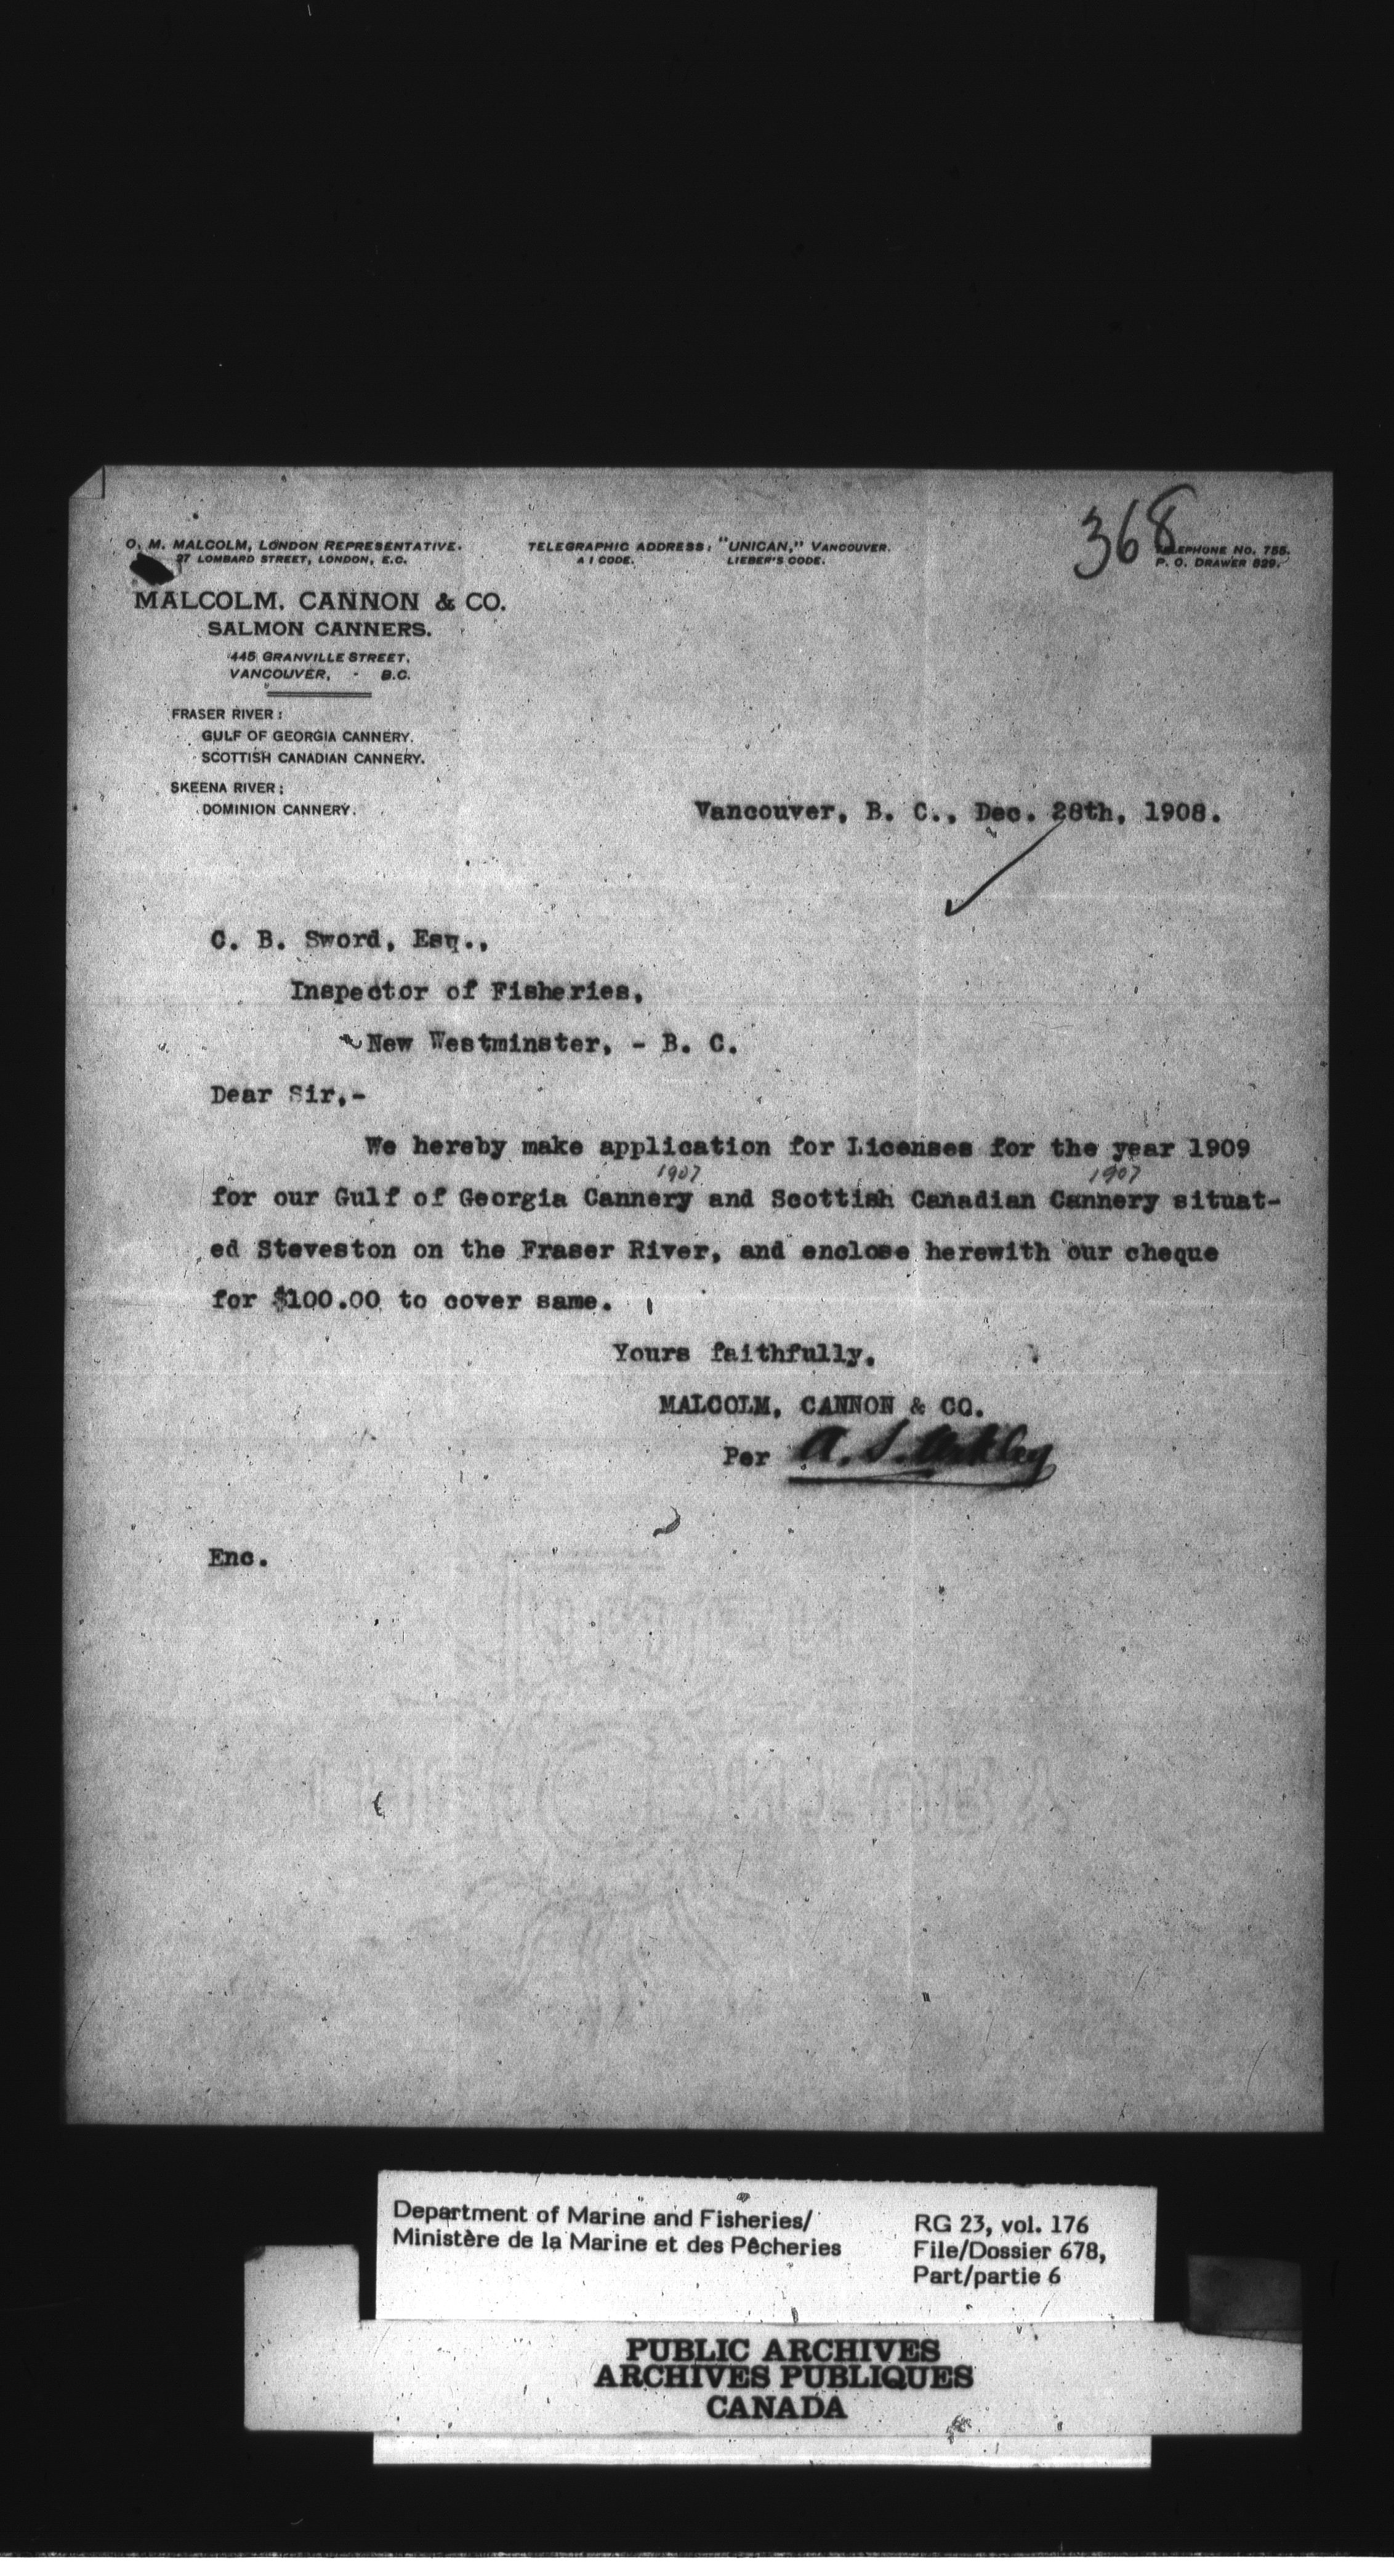 368
O. M. MALCOLM, LONDON REPRESENTATIVE.
27 LOMBARD STREET, LONDON, E.C.
TELEGRAPHIC ADDRESS: "UNICAN," VANCOUVER.
A 1 CODE. LIEBER'S CODE.
TELEPHONE NO. 755.
P. O. DRAWER 829.
MALCOLM, CANNON & CO.
SALMON CANNERS.
445 GRANVILLE STREET,
VANCOUVER, - B.C.
FRASER RIVER:
GULF OF GEORGIA CANNERY.
SCOTTISH CANADIAN CANNERY.
SKEENA RIVER:
DOMINION CANNERY.
Vancouver, B. C., Dec. 28th, 1908.
C. B. Sword, Esq.,
Inspector of Fisheries,
New Westminster, - B. C.
Dear Sir,-
We hereby make application for Licenses for the year 1909
1907 1907
for our Gulf of Georgia Cannery and Scottish Canadian Cannery situat-
ed Steveston on the Fraser River, and enclose herewith our cheque
for $100.00 to cover same.
Yours faithfully,
MALCOLM, CANNON & CO.
Per A. S.
Enc.
Department of Marine and Fisheries/
Ministère de la Marine et des Pêcheries
RG 23, vol. 176
File/Dossier 678,
Part/partie 6
PUBLIC ARCHIVES
ARCHIVES PUBLIQUES
CANADA